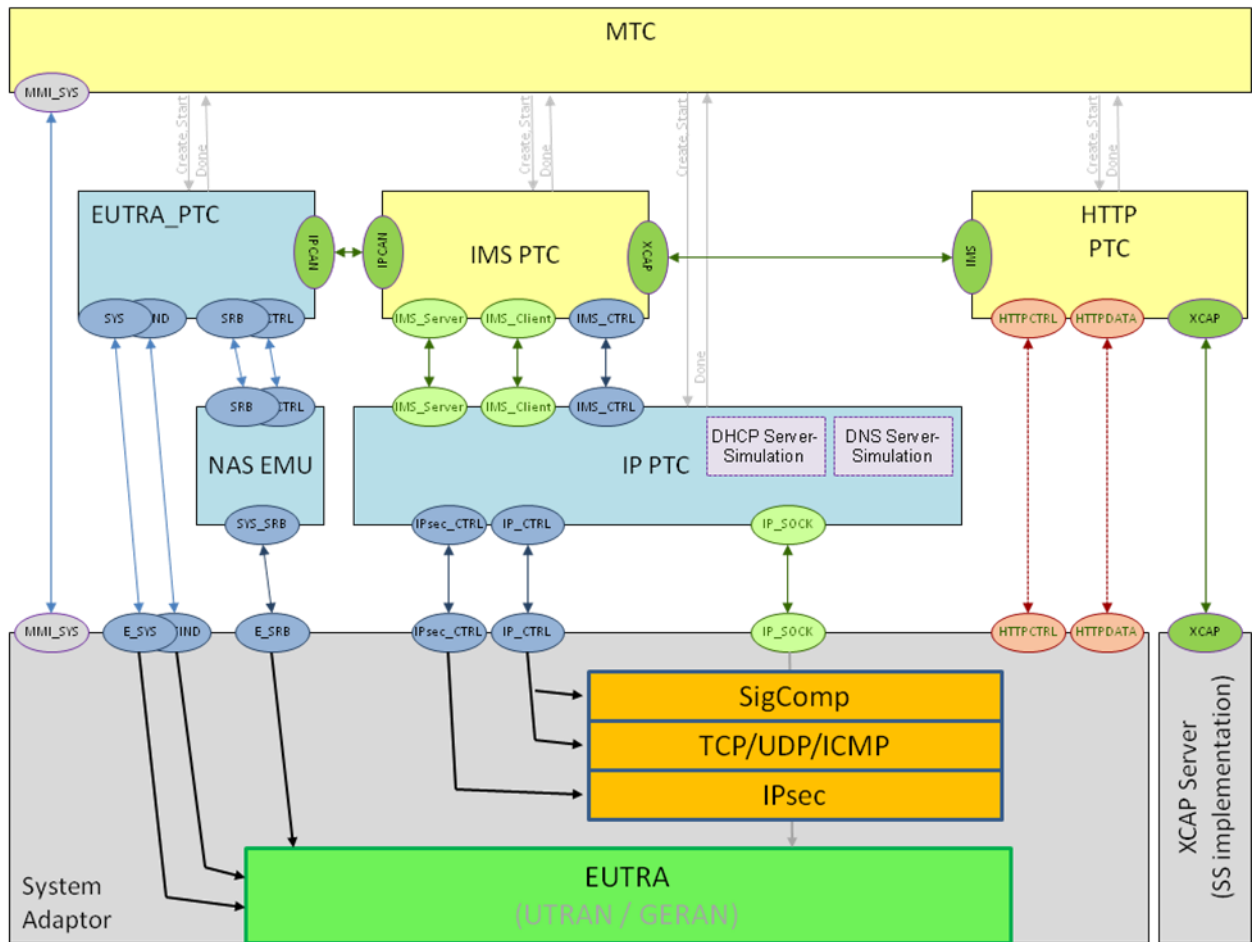 MTC
MMI_SYS
Create, Start
Done
Create, Start
Done
Create, Start
Done
Create, Start
Done
EUTRA_PTC
IPCAN
IPCAN
IMS PTC
XCAP
IMS
HTTP
PTC
SYS
IND
SRB
CTRL
IMS_Server
IMS_Client
IMS_CTRL
HTTPCTRL
HTTPDATA
XCAP
SRB
CTRL
IMS_Server
IMS_Client
IMS_CTRL
NAS EMU
IP PTC
DHCP Server-
Simulation
DNS Server-
Simulation
SYS_SRB
IPsec_CTRL
IP_CTRL
IP_SOCK
MMI_SYS
E_SYS
IND
E_SRB
IPsec_CTRL
IP_CTRL
IP_SOCK
HTTPCTRL
HTTPDATA
XCAP
SigComp
TCP/UDP/ICMP
IPsec
XCAP Server
(SS implementation)
EUTRA
(UTRAN / GERAN)
System
Adaptor